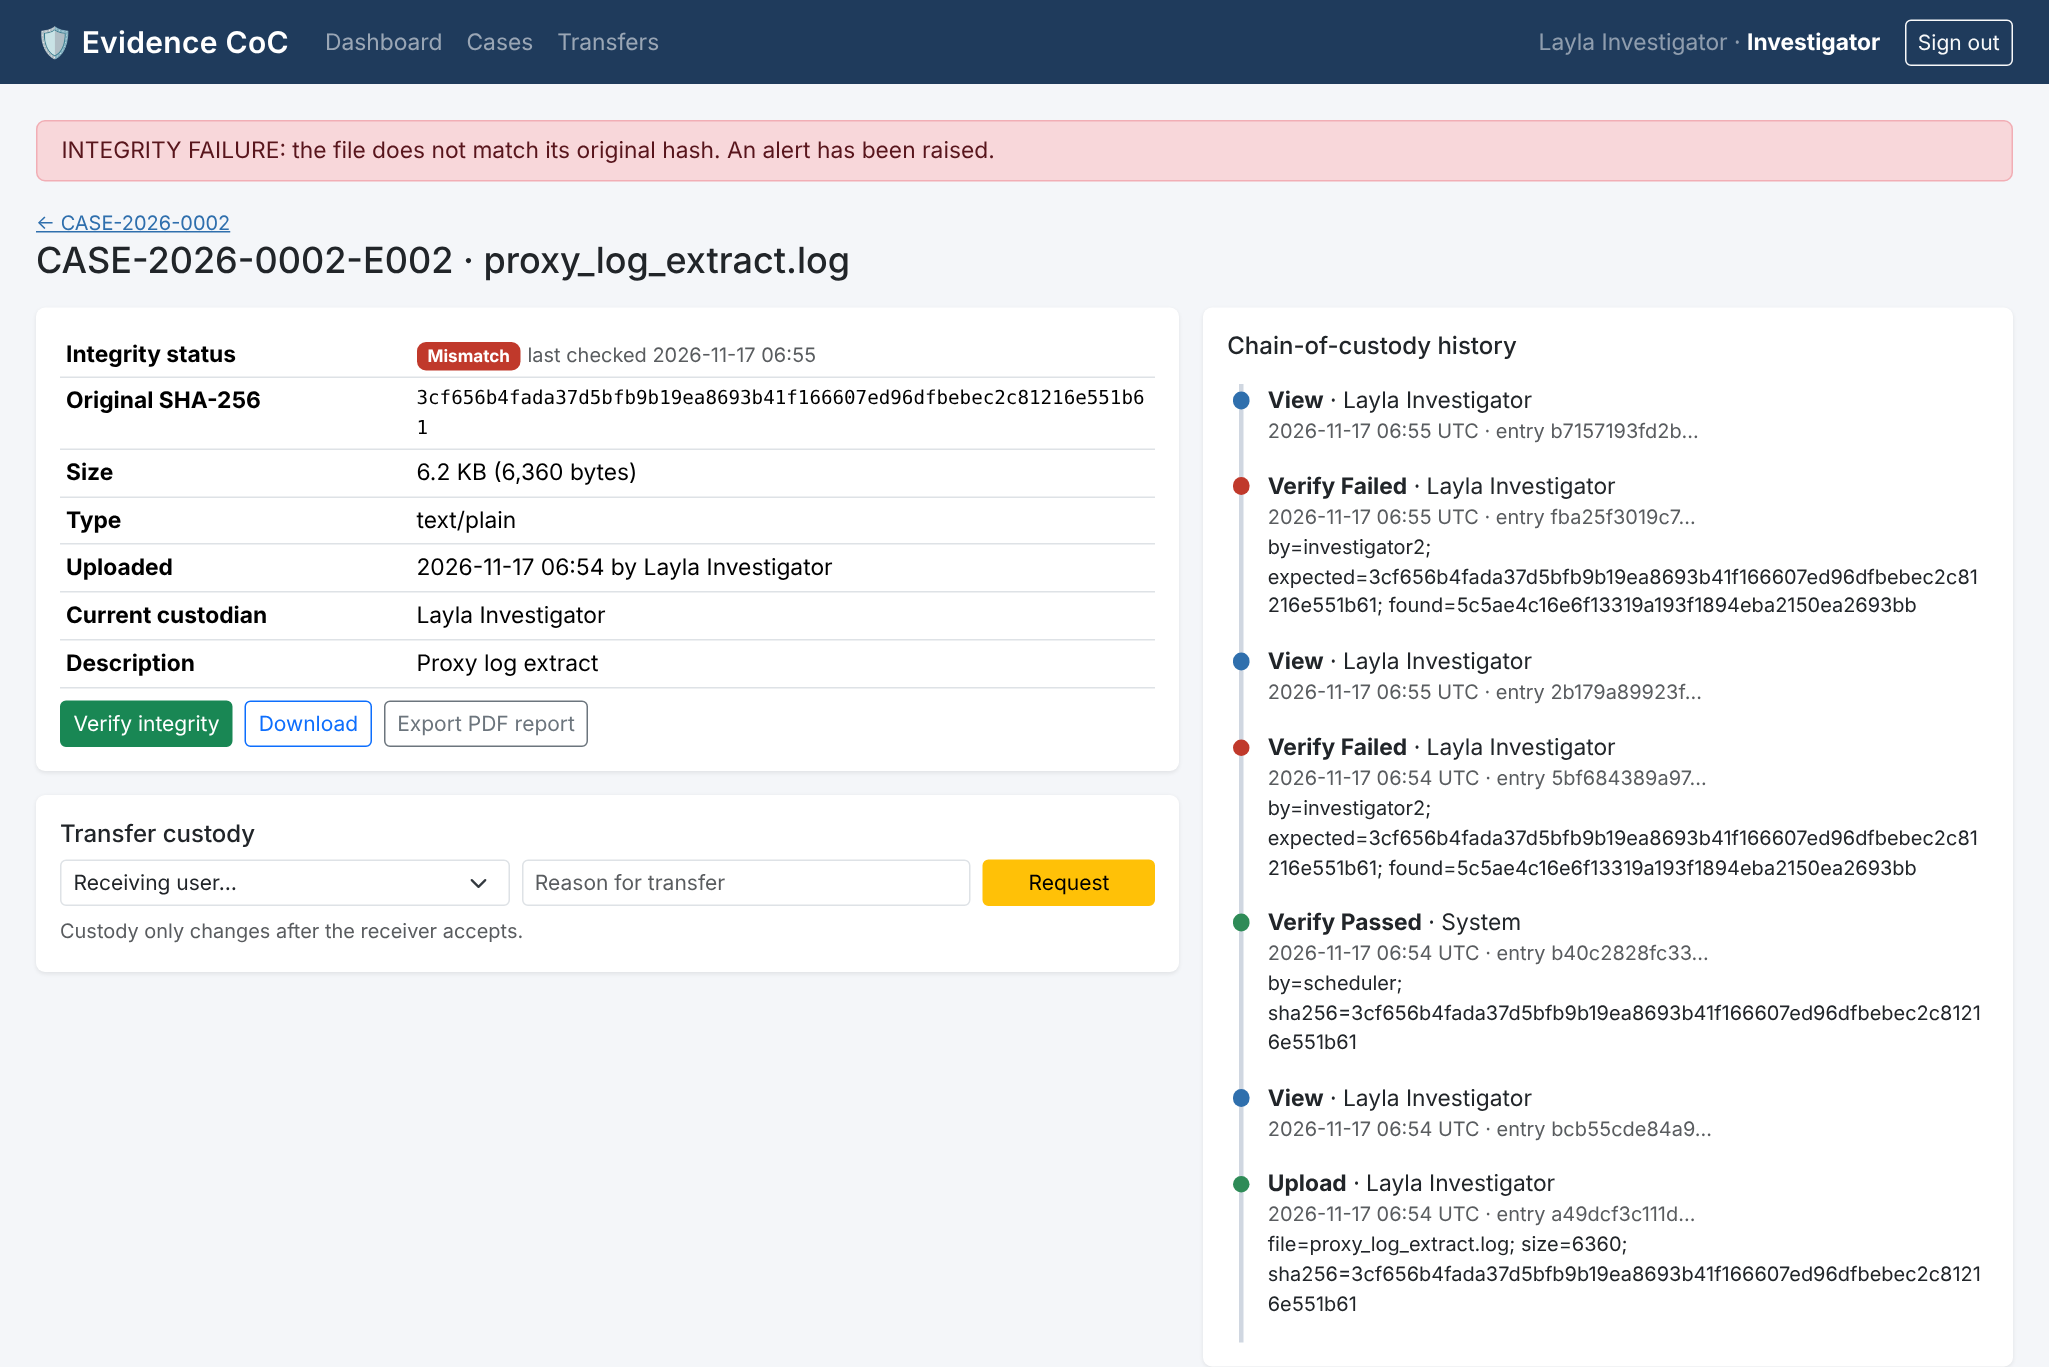 Evidence CoC Dashboard Cases Transfers Layla Investigator · Investigator Sign out
INTEGRITY FAILURE: the file does not match its original hash. An alert has been raised.
← CASE-2026-0002
CASE-2026-0002-E002 · proxy_log_extract.log
Integrity status Mismatch last checked 2026-11-17 06:55
Original SHA-256 3cf656b4fada37d5bfb9b19ea8693b41f166607ed96dfbebec2c81216e551b6
1
Size 6.2 KB (6,360 bytes)
Type text/plain
Uploaded 2026-11-17 06:54 by Layla Investigator
Current custodian Layla Investigator
Description Proxy log extract
Verify integrity Download Export PDF report
Transfer custody
Receiving user... Reason for transfer Request
Custody only changes after the receiver accepts.
Chain-of-custody history
View · Layla Investigator
2026-11-17 06:55 UTC · entry b7157193fd2b...
Verify Failed · Layla Investigator
2026-11-17 06:55 UTC · entry fba25f3019c7...
by=investigator2;
expected=3cf656b4fada37d5bfb9b19ea8693b41f166607ed96dfbebec2c81
216e551b61; found=5c5ae4c16e6f13319a193f1894eba2150ea2693bb
View · Layla Investigator
2026-11-17 06:55 UTC · entry 2b179a89923f...
Verify Failed · Layla Investigator
2026-11-17 06:54 UTC · entry 5bf684389a97...
by=investigator2;
expected=3cf656b4fada37d5bfb9b19ea8693b41f166607ed96dfbebec2c81
216e551b61; found=5c5ae4c16e6f13319a193f1894eba2150ea2693bb
Verify Passed · System
2026-11-17 06:54 UTC · entry b40c2828fc33...
by=scheduler;
sha256=3cf656b4fada37d5bfb9b19ea8693b41f166607ed96dfbebec2c8121
6e551b61
View · Layla Investigator
2026-11-17 06:54 UTC · entry bcb55cde84a9...
Upload · Layla Investigator
2026-11-17 06:54 UTC · entry a49dcf3c111d...
file=proxy_log_extract.log; size=6360;
sha256=3cf656b4fada37d5bfb9b19ea8693b41f166607ed96dfbebec2c8121
6e551b61